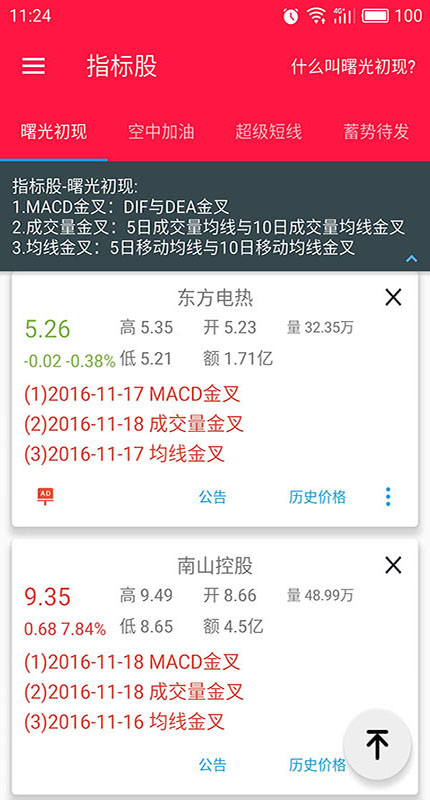 11:24 4G 100
指标股 什么叫曙光初现?
曙光初现 空中加油 超级短线 蓄势待发
指标股-曙光初现:
1.MACD金叉：DIF与DEA金叉
2.成交量金叉：5日成交量均线与10日成交量均线金叉
3.均线金叉：5日移动均线与10日移动均线金叉
东方电热
5.26 高 5.35 开 5.23 量 32.35万
-0.02 -0.38% 低 5.21 额 1.71亿
(1)2016-11-17 MACD金叉
(2)2016-11-18 成交量金叉
(3)2016-11-17 均线金叉
AD 公告 历史价格
南山控股
9.35 高 9.49 开 8.66 量 48.99万
0.68 7.84% 低 8.65 额 4.5亿
(1)2016-11-18 MACD金叉
(2)2016-11-18 成交量金叉
(3)2016-11-16 均线金叉
公告 历史价格